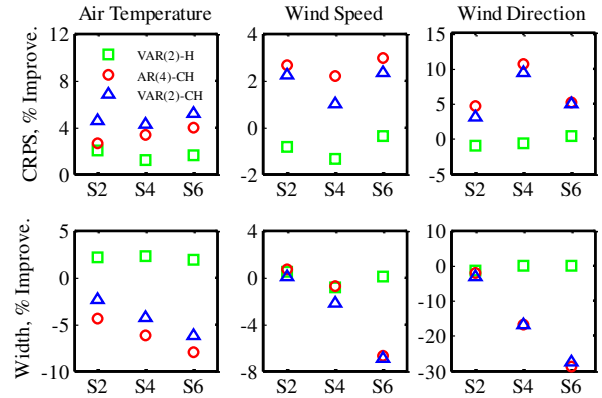 Air Temperature Wind Speed Wind Direction
CRPS, % Improve.
12
8
4
0
VAR(2)-H
AR(4)-CH
VAR(2)-CH
S2 S4 S6
4
2
0
-2
S2 S4 S6
15
10
5
0
-5
S2 S4 S6
Width, % Improve.
5
0
-5
-10
S2 S4 S6
4
0
-4
-8
S2 S4 S6
10
0
-10
-20
-30
S2 S4 S6